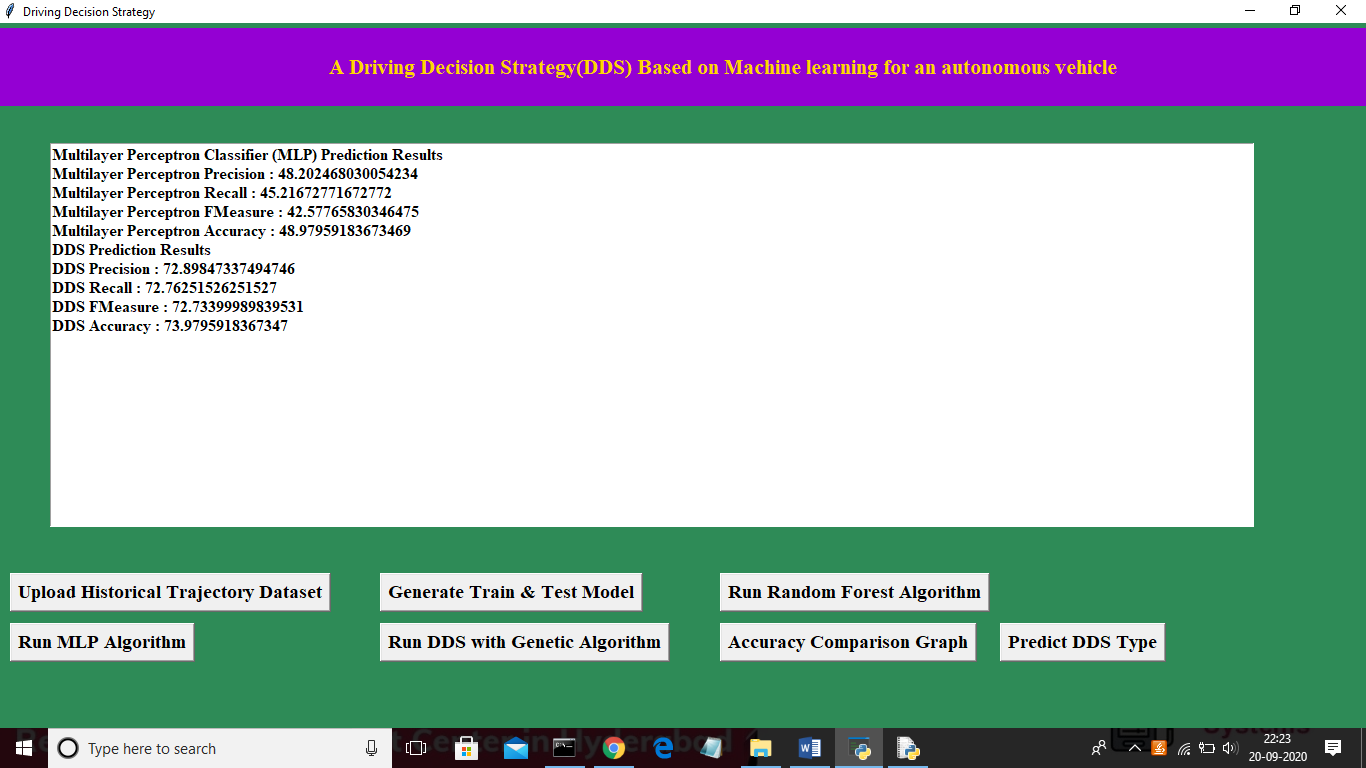 Driving Decision Strategy
A Driving Decision Strategy(DDS) Based on Machine learning for an autonomous vehicle
Multilayer Perceptron Classifier (MLP) Prediction Results
Multilayer Perceptron Precision : 48.202468030054234
Multilayer Perceptron Recall : 45.21672771672772
Multilayer Perceptron FMeasure : 42.57765830346475
Multilayer Perceptron Accuracy : 48.97959183673469
DDS Prediction Results
DDS Precision : 72.89847337494746
DDS Recall : 72.76251526251527
DDS FMeasure : 72.73399989839531
DDS Accuracy : 73.9795918367347
Upload Historical Trajectory Dataset
Generate Train & Test Model
Run Random Forest Algorithm
Run MLP Algorithm
Run DDS with Genetic Algorithm
Accuracy Comparison Graph
Predict DDS Type
Type here to search
22:23
20-09-2020